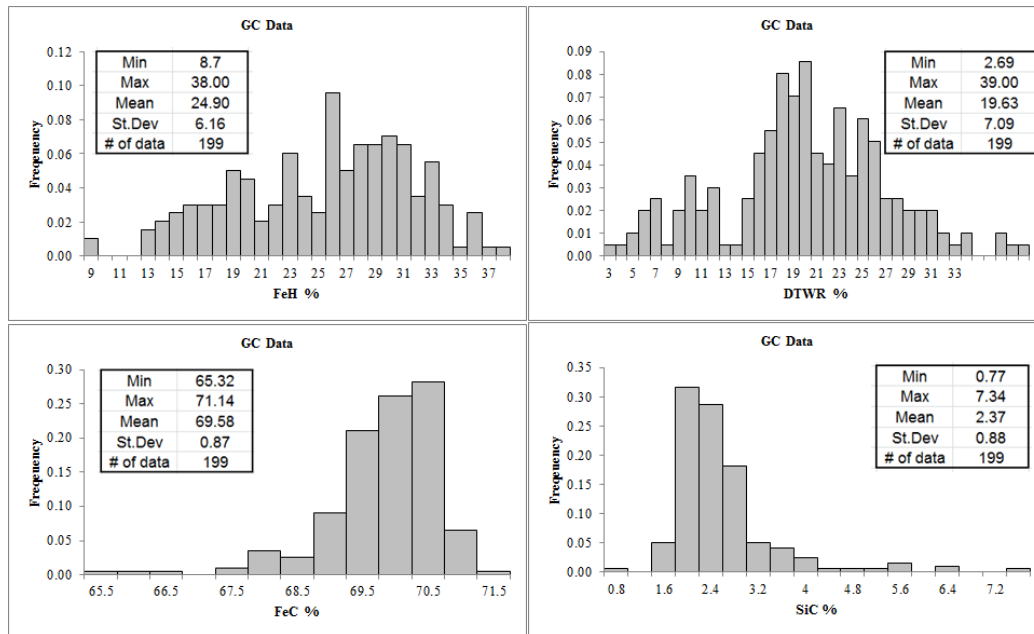 GC Data
Min 8.7
Max 38.00
Mean 24.90
St.Dev 6.16
# of data 199
Freqeuency
0.12
0.10
0.08
0.06
0.04
0.02
0.00
9 11 13 15 17 19 21 23 25 27 29 31 33 35 37
FeH %
GC Data
Min 2.69
Max 39.00
Mean 19.63
St.Dev 7.09
# of data 199
Freqeuency
0.09
0.08
0.07
0.06
0.05
0.04
0.03
0.02
0.01
0.00
3 5 7 9 11 13 15 17 19 21 23 25 27 29 31 33
DTWR %
GC Data
Min 65.32
Max 71.14
Mean 69.58
St.Dev 0.87
# of data 199
Freqeuency
0.30
0.25
0.20
0.15
0.10
0.05
0.00
65.5 66.5 67.5 68.5 69.5 70.5 71.5
FeC %
GC Data
Min 0.77
Max 7.34
Mean 2.37
St.Dev 0.88
# of data 199
Freqeuency
0.35
0.30
0.25
0.20
0.15
0.10
0.05
0.00
0.8 1.6 2.4 3.2 4 4.8 5.6 6.4 7.2
SiC %